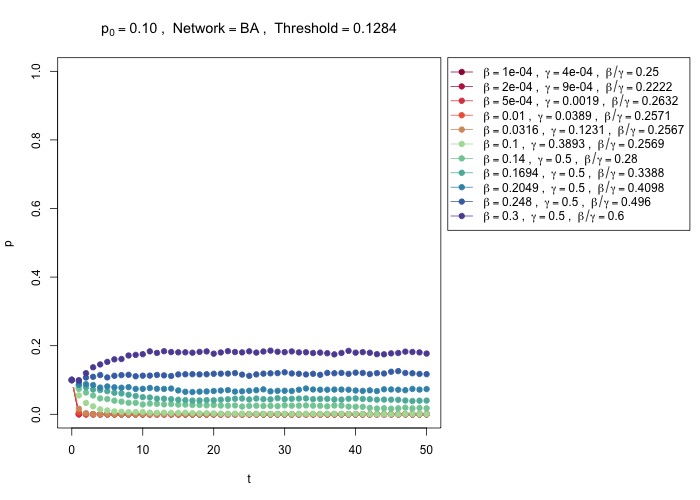 p₀ = 0.10 , Network = BA , Threshold = 0.1284
β = 1e-04 , γ = 4e-04 , β/γ = 0.25
β = 2e-04 , γ = 9e-04 , β/γ = 0.2222
β = 5e-04 , γ = 0.0019 , β/γ = 0.2632
β = 0.01 , γ = 0.0389 , β/γ = 0.2571
β = 0.0316 , γ = 0.1231 , β/γ = 0.2567
β = 0.1 , γ = 0.3893 , β/γ = 0.2569
β = 0.14 , γ = 0.5 , β/γ = 0.28
β = 0.1694 , γ = 0.5 , β/γ = 0.3388
β = 0.2049 , γ = 0.5 , β/γ = 0.4098
β = 0.248 , γ = 0.5 , β/γ = 0.496
β = 0.3 , γ = 0.5 , β/γ = 0.6
1.0
0.8
0.6
0.4
0.2
0.0
p
0 10 20 30 40 50
t